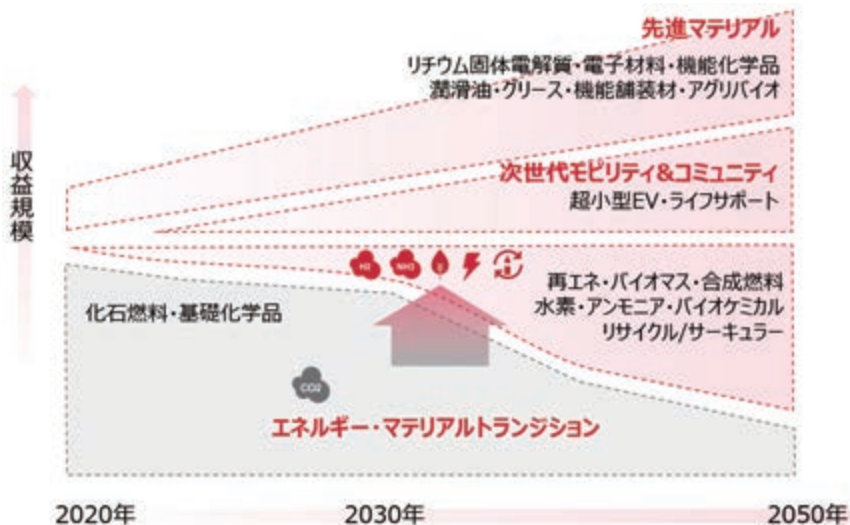 先進マテリアル
リチウム固体電解質・電子材料・機能化学品
潤滑油・グリース・機能舗装材・アグリバイオ
収益規模
次世代モビリティ&コミュニティ
超小型EV・ライフサポート
H2
NH3
再エネ・バイオマス・合成燃料
水素・アンモニア・バイオケミカル
リサイクル/サーキュラー
化石燃料・基礎化学品
CO2
エネルギー・マテリアルトランジション
2020年
2030年
2050年